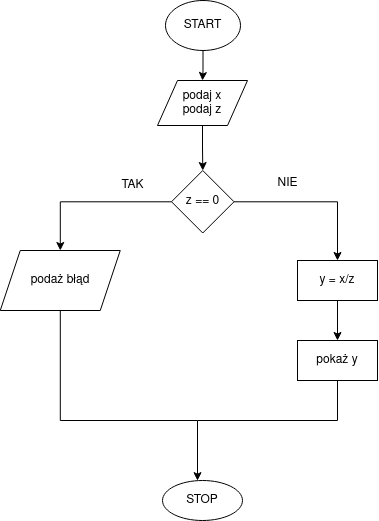 START
podaj x
podaj z
TAK
NIE
z == 0
podaż błąd
y = x/z
pokaż y
STOP